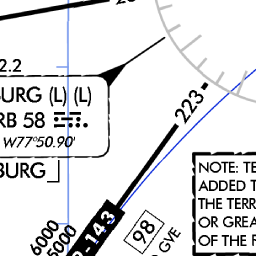 2.2
BURG (L) (L)
RB 58
W77°50.90'
BURG
223
-143
98
GVE
6000
5000
NOTE: TE
ADDED T
THE TERR
OR GREA
OF THE F